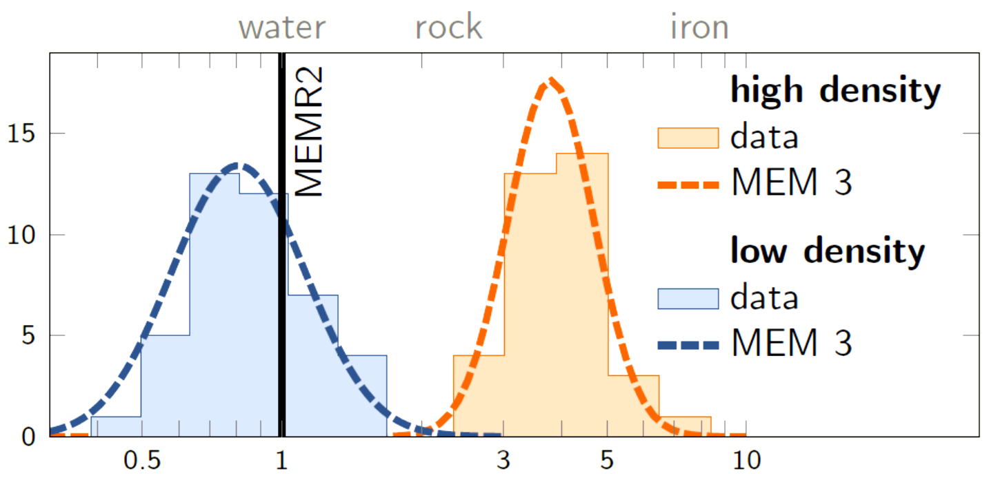 water rock iron
MEMR2
high density
data
MEM 3
low density
data
MEM 3
15
10
5
0
0.5 1 3 5 10